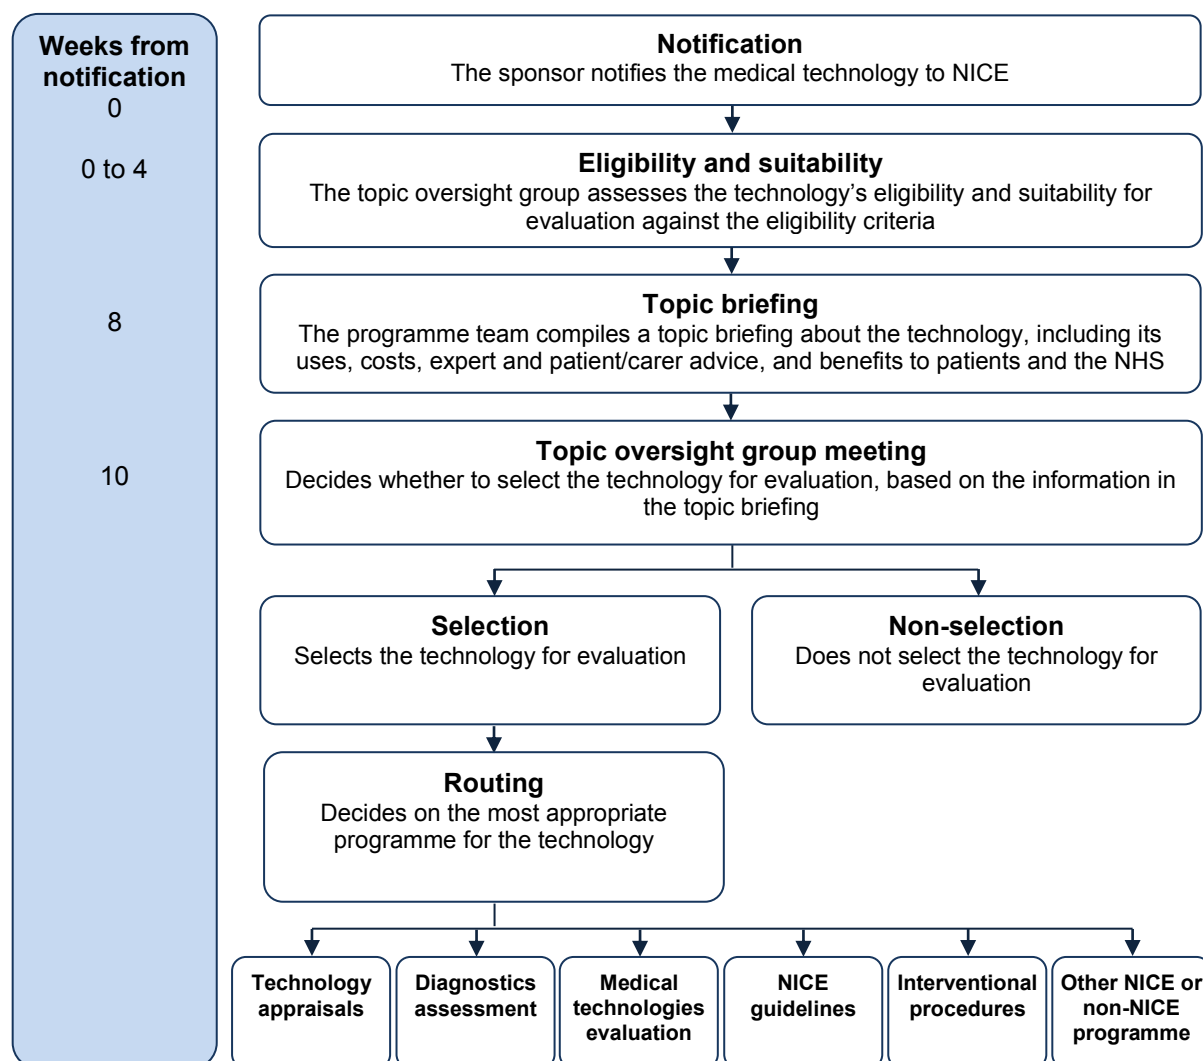 Weeks from
notification
0
0 to 4
8
10
Notification
The sponsor notifies the medical technology to NICE
Eligibility and suitability
The topic oversight group assesses the technology’s eligibility and suitability for
evaluation against the eligibility criteria
Topic briefing
The programme team compiles a topic briefing about the technology, including its
uses, costs, expert and patient/carer advice, and benefits to patients and the NHS
Topic oversight group meeting
Decides whether to select the technology for evaluation, based on the information in
the topic briefing
Selection
Selects the technology for evaluation
Non-selection
Does not select the technology for
evaluation
Routing
Decides on the most appropriate
programme for the technology
Technology
appraisals
Diagnostics
assessment
Medical
technologies
evaluation
NICE
guidelines
Interventional
procedures
Other NICE or
non-NICE
programme